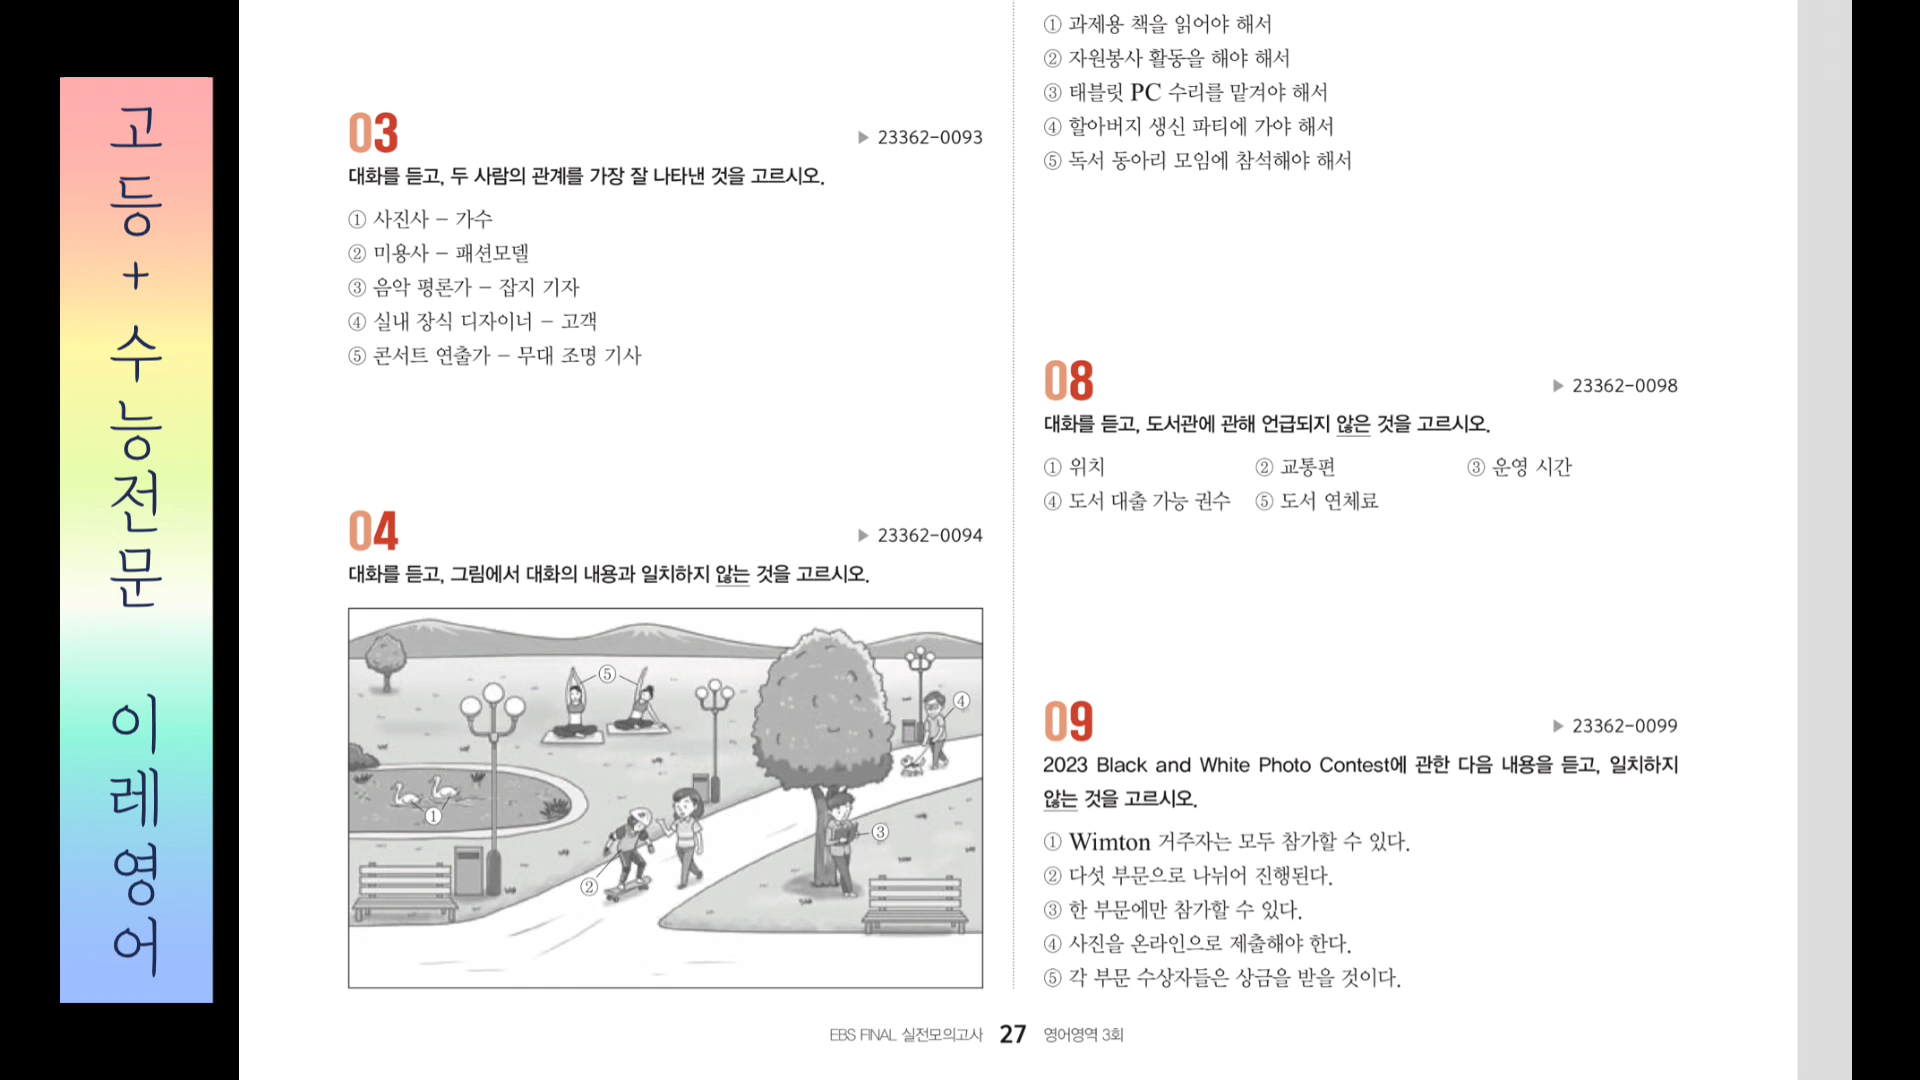 고등+수능전문 이레영어
03
▶ 23362-0093
대화를 듣고, 두 사람의 관계를 가장 잘 나타낸 것을 고르시오.
① 사진사 – 가수
② 미용사 – 패션모델
③ 음악 평론가 – 잡지 기자
④ 실내 장식 디자이너 – 고객
⑤ 콘서트 연출가 – 무대 조명 기사
04
▶ 23362-0094
대화를 듣고, 그림에서 대화의 내용과 일치하지 않는 것을 고르시오.
⑤
④
①
③
②
① 과제용 책을 읽어야 해서
② 자원봉사 활동을 해야 해서
③ 태블릿 PC 수리를 맡겨야 해서
④ 할아버지 생신 파티에 가야 해서
⑤ 독서 동아리 모임에 참석해야 해서
08
▶ 23362-0098
대화를 듣고, 도서관에 관해 언급되지 않은 것을 고르시오.
① 위치 ② 교통편 ③ 운영 시간
④ 도서 대출 가능 권수 ⑤ 도서 연체료
09
▶ 23362-0099
2023 Black and White Photo Contest에 관한 다음 내용을 듣고, 일치하지
않는 것을 고르시오.
① Wimton 거주자는 모두 참가할 수 있다.
② 다섯 부문으로 나뉘어 진행된다.
③ 한 부문에만 참가할 수 있다.
④ 사진을 온라인으로 제출해야 한다.
⑤ 각 부문 수상자들은 상금을 받을 것이다.
EBS FINAL 실전모의고사 27 영어영역 3회